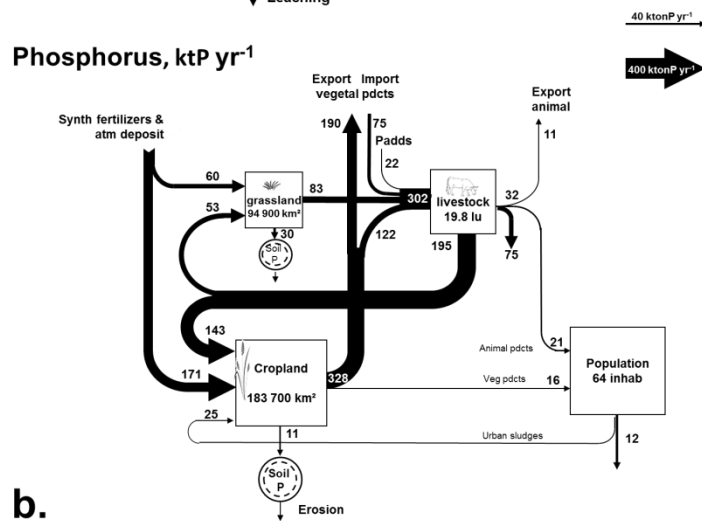 Leaching
40 ktonP yr-1
Phosphorus, ktP yr-1
400 ktonP yr-1
Export Import
vegetal pdcts
Export
animal
Synth fertilizers &
atm deposit
190
75
11
Padds
22
60
83
302
grassland
94 900 km²
livestock
19.8 lu
32
53
30
122
195
75
Soil
P
143
21
Animal pdcts
Population
64 inhab
171
Cropland
328
Veg pdcts
16
183 700 km²
25
11
Urban sludges
12
Soil
P
Erosion
b.